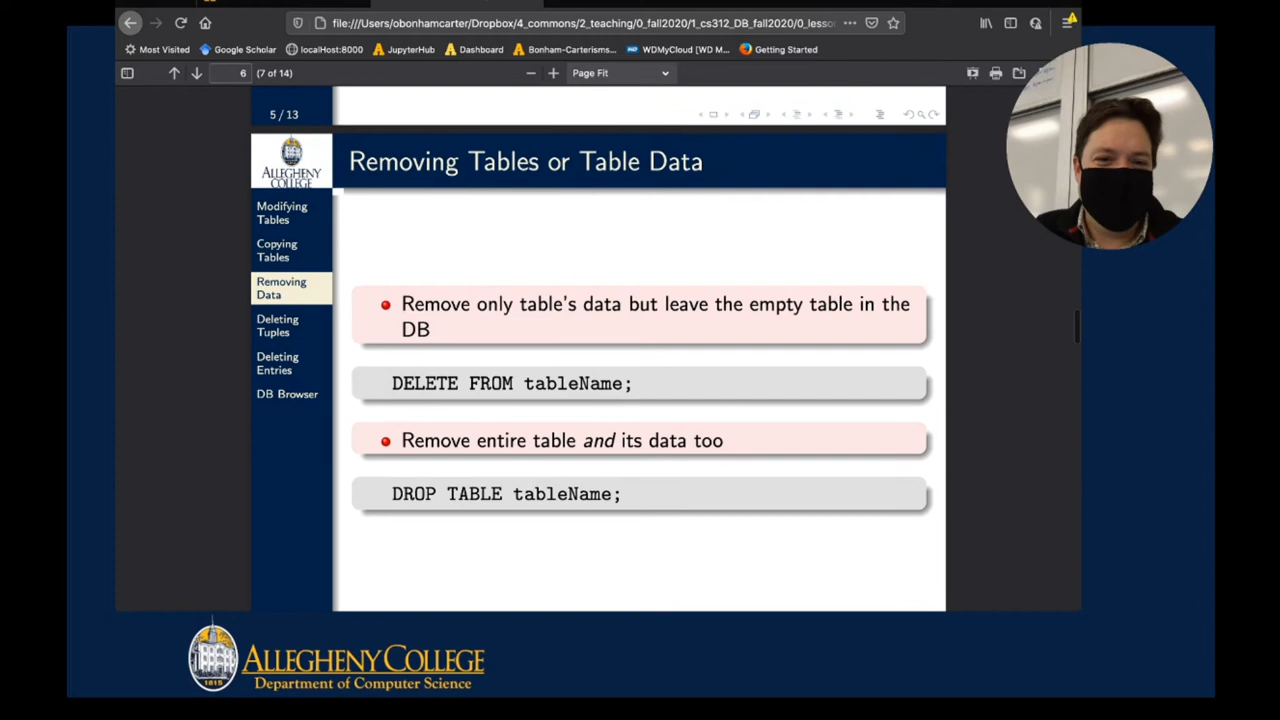 file:///Users/obonhamcarter/Dropbox/4_commons/2_teaching/0_fall2020/1_cs312_DB_fall2020/0_lesso
Most Visited Google Scholar localHost:8000 JupyterHub Dashboard Bonham-Carterisms... WDMyCloud [WD M... Getting Started
6 (7 of 14) Page Fit
5 / 13
ALLEGHENY
COLLEGE
Removing Tables or Table Data
Modifying
Tables
Copying
Tables
Removing
Data
Deleting
Tuples
Deleting
Entries
DB Browser
Remove only table's data but leave the empty table in the
DB
DELETE FROM tableName;
Remove entire table and its data too
DROP TABLE tableName;
1815
ALLEGHENY COLLEGE
Department of Computer Science